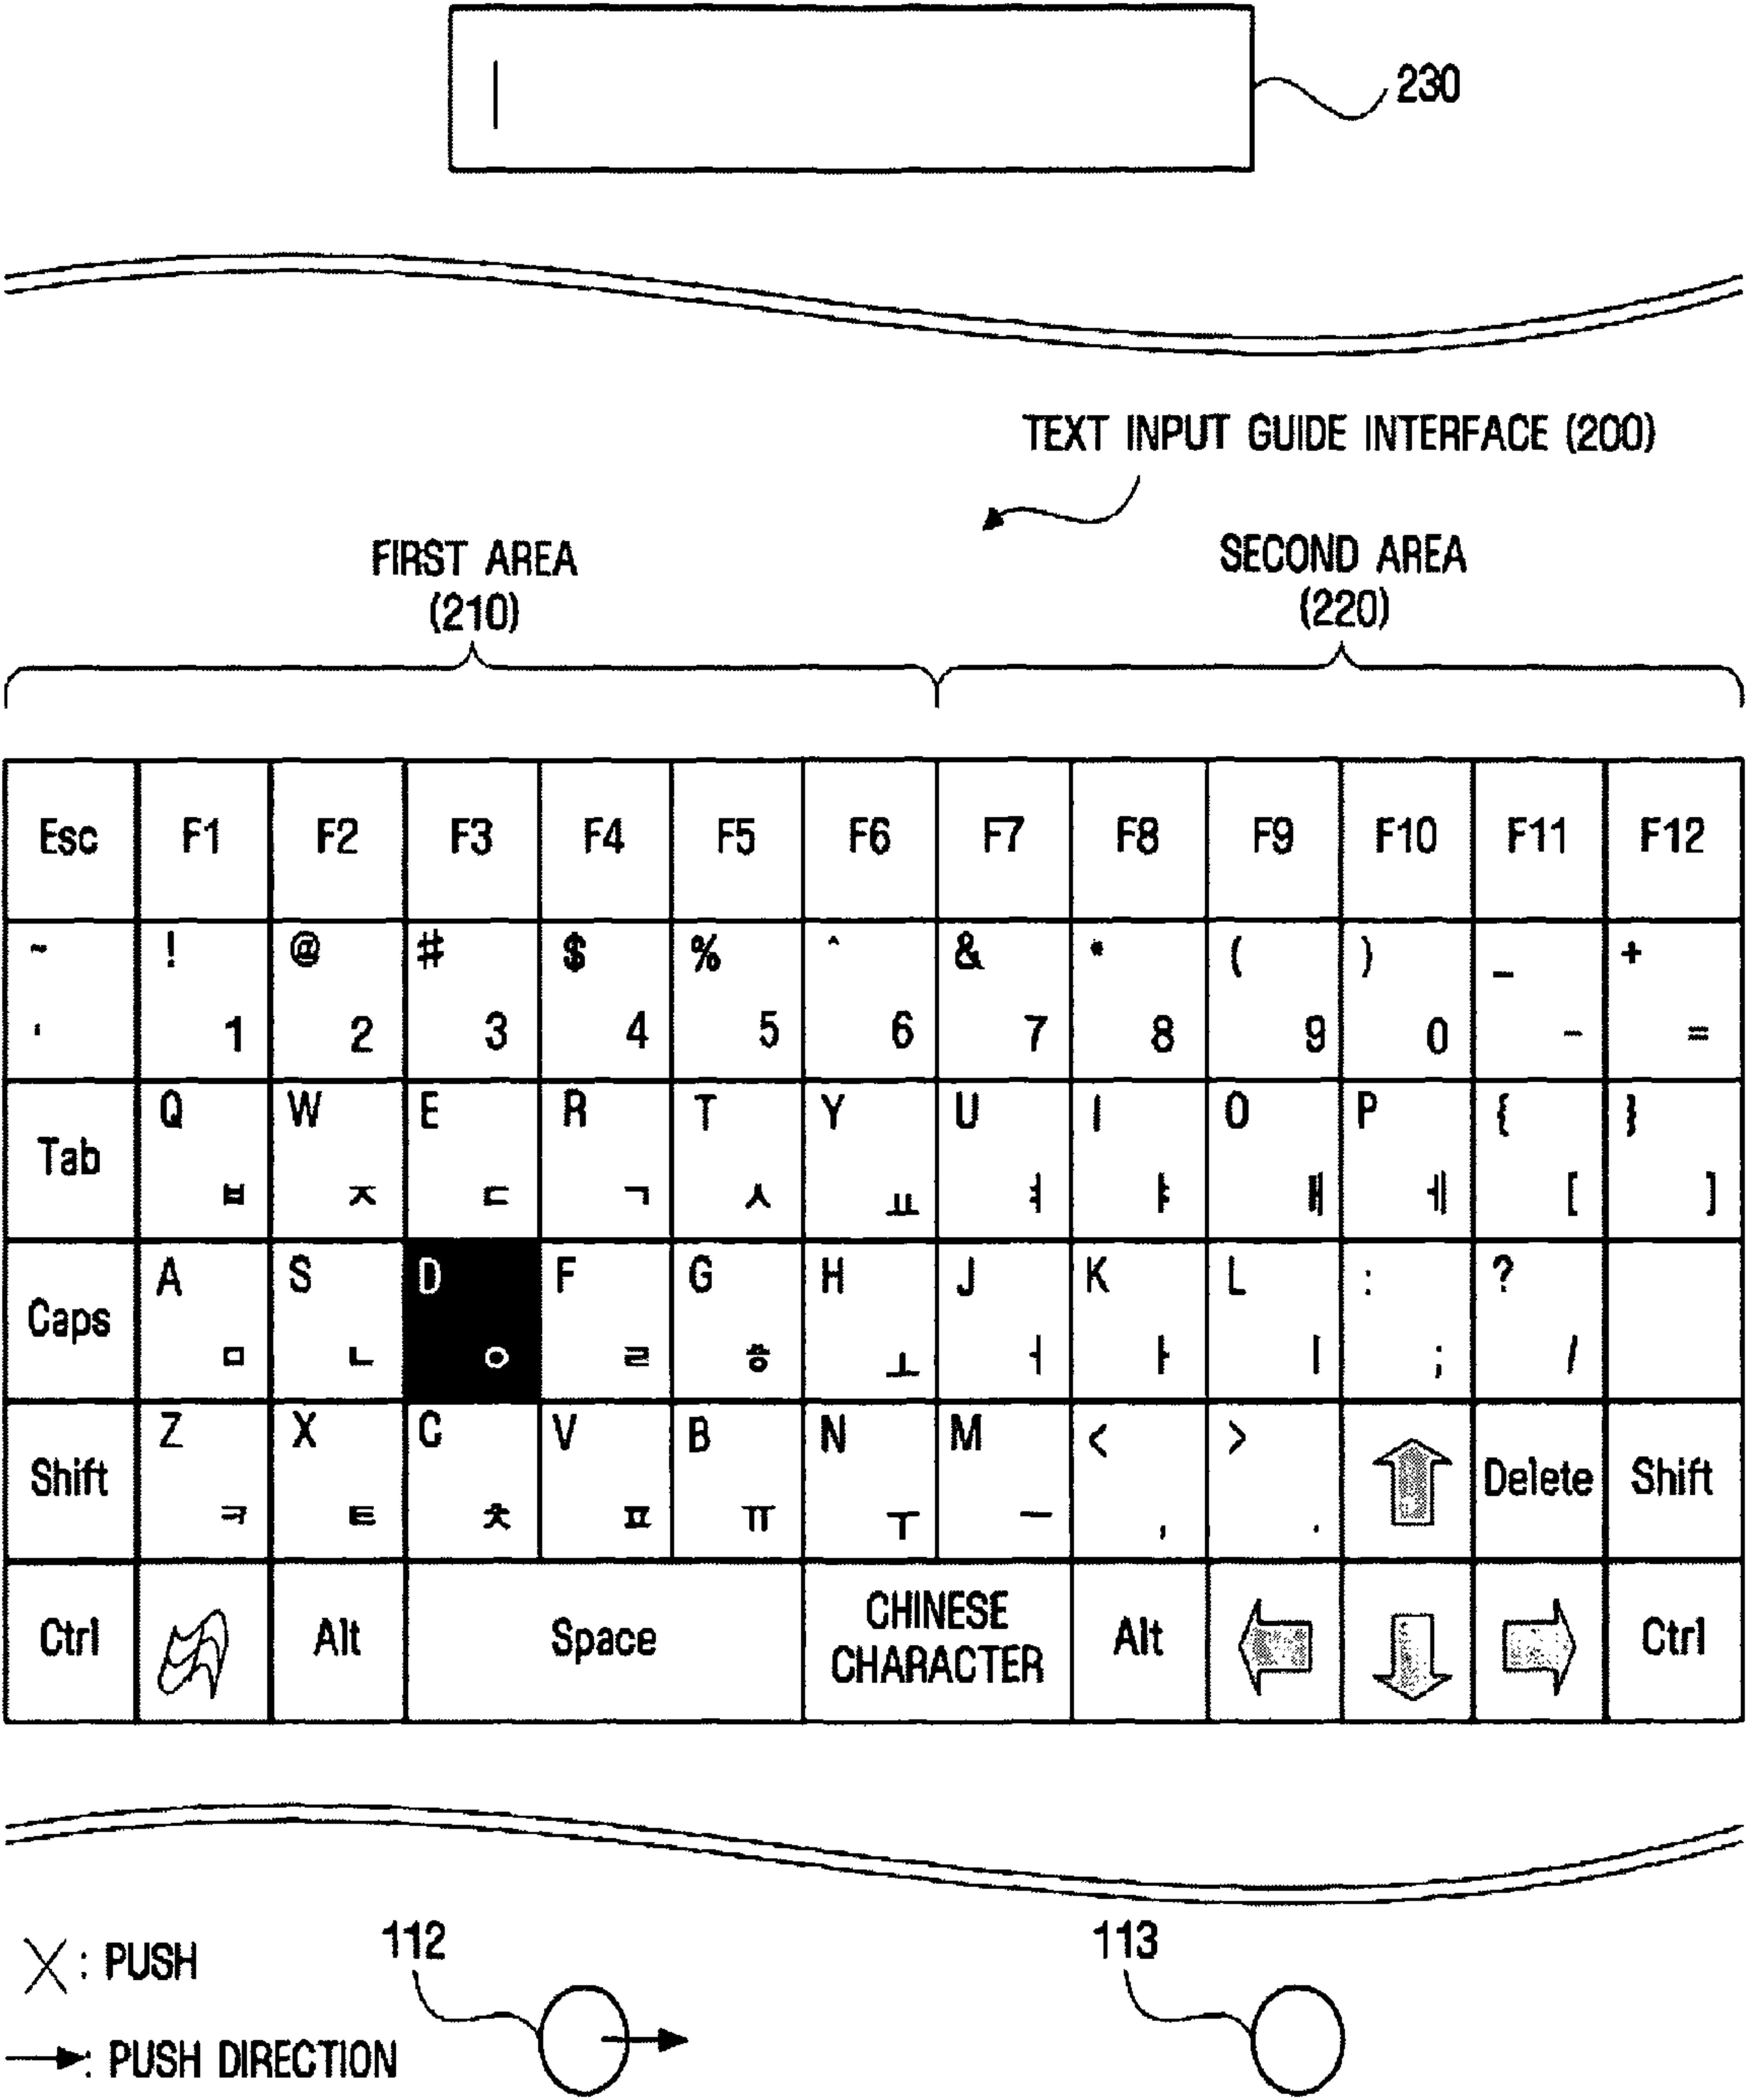 230
TEXT INPUT GUIDE INTERFACE (200)
FIRST AREA SECOND AREA
(210) (220)
Esc F1 F2 F3 F4 F5 F6 F7 F8 F9 F10 F11 F12
~ ! @ # $ % ^ & * ( ) _ +
' 1 2 3 4 5 6 7 8 9 0 - =
Q W E R T Y U I O P { }
Tab
ㅂ ㅈ ㄷ ㄱ ㅅ ㅛ ㅕ ㅑ ㅐ ㅔ [ ]
A S D F G H J K L : ?
Caps
ㅁ ㄴ ㅇ ㄹ ㅎ ㅗ ㅓ ㅏ ㅣ ; /
Z X C V B N M < >
Shift Delete Shift
ㅋ ㅌ ㅊ ㅍ ㅠ ㅜ ㅡ , .
Ctrl Alt Space CHINESE CHARACTER Alt Ctrl
112 113
X : PUSH
→: PUSH DIRECTION